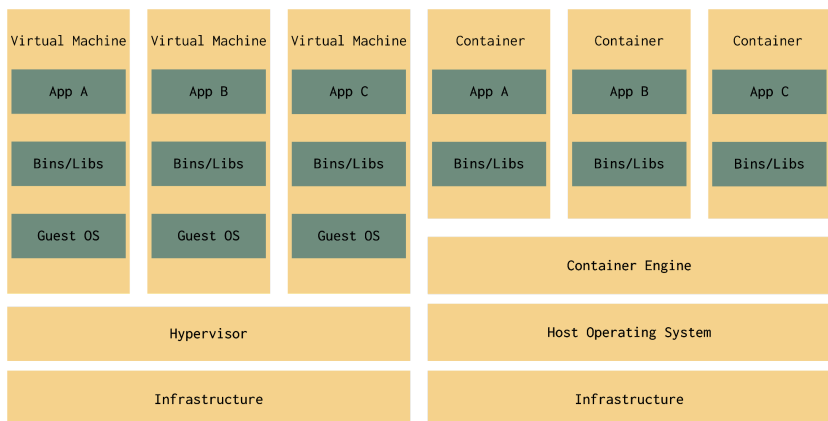 Virtual Machine
Virtual Machine
Virtual Machine
App A
App B
App C
Bins/Libs
Bins/Libs
Bins/Libs
Guest OS
Guest OS
Guest OS
Hypervisor
Infrastructure
Container
Container
Container
App A
App B
App C
Bins/Libs
Bins/Libs
Bins/Libs
Container Engine
Host Operating System
Infrastructure